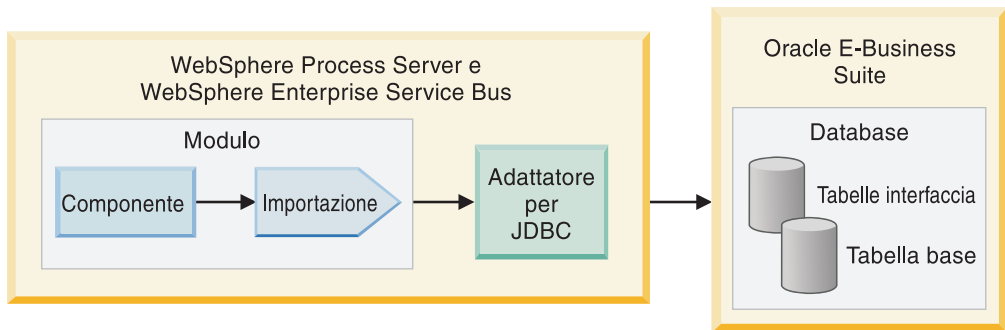 WebSphere Process Server e
WebSphere Enterprise Service Bus
Modulo
Componente
Importazione
Adattatore
per
JDBC
Oracle E-Business
Suite
Database
Tabelle interfaccia
Tabella base